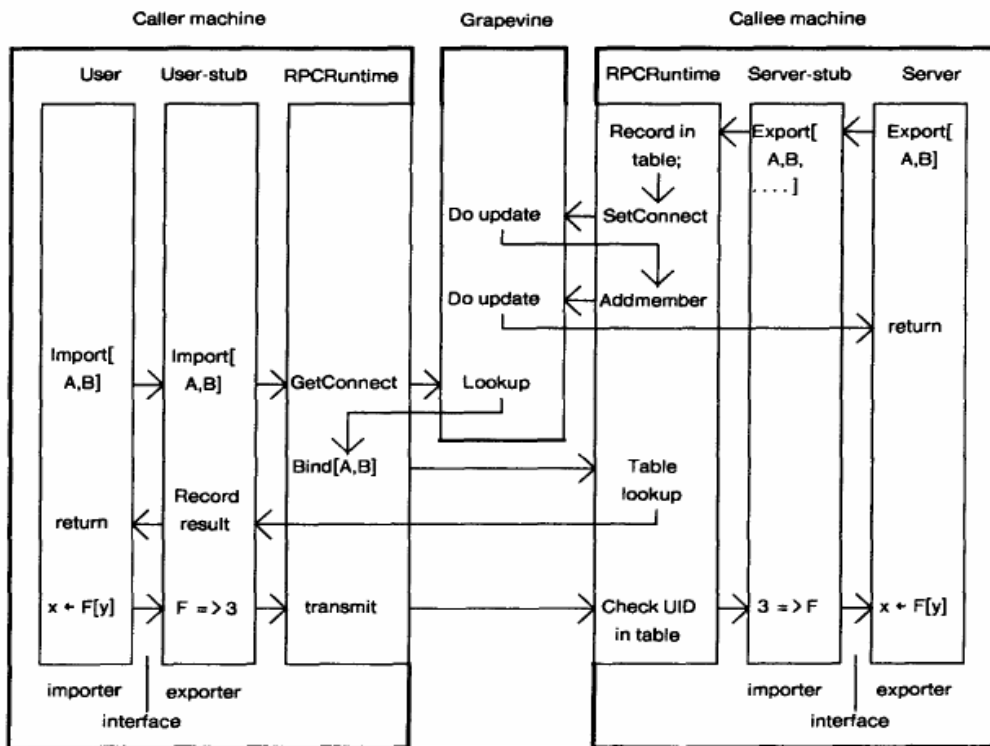 Caller machine
Grapevine
Callee machine
User
User-stub
RPCRuntime
RPCRuntime
Server-stub
Server
Record in
table;
Export[
A,B,
....]
Export[
A,B]
Do update
SetConnect
Do update
Addmember
return
Import[
A,B]
Import[
A,B]
GetConnect
Lookup
Bind[A,B]
Table
lookup
return
Record
result
x ← F[y]
F = > 3
transmit
Check UID
in table
3 = > F
x ← F[y]
importer
exporter
interface
importer
exporter
interface